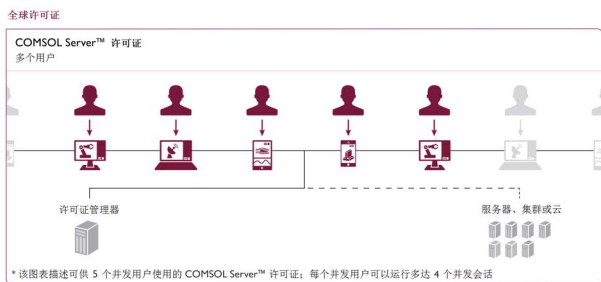 全球许可证
COMSOL Server™ 许可证
多个用户
许可证管理器
服务器、集群或云
* 该图表描述可供 5 个并发用户使用的 COMSOL Server™ 许可证；每个并发用户可以运行多达 4 个并发会话